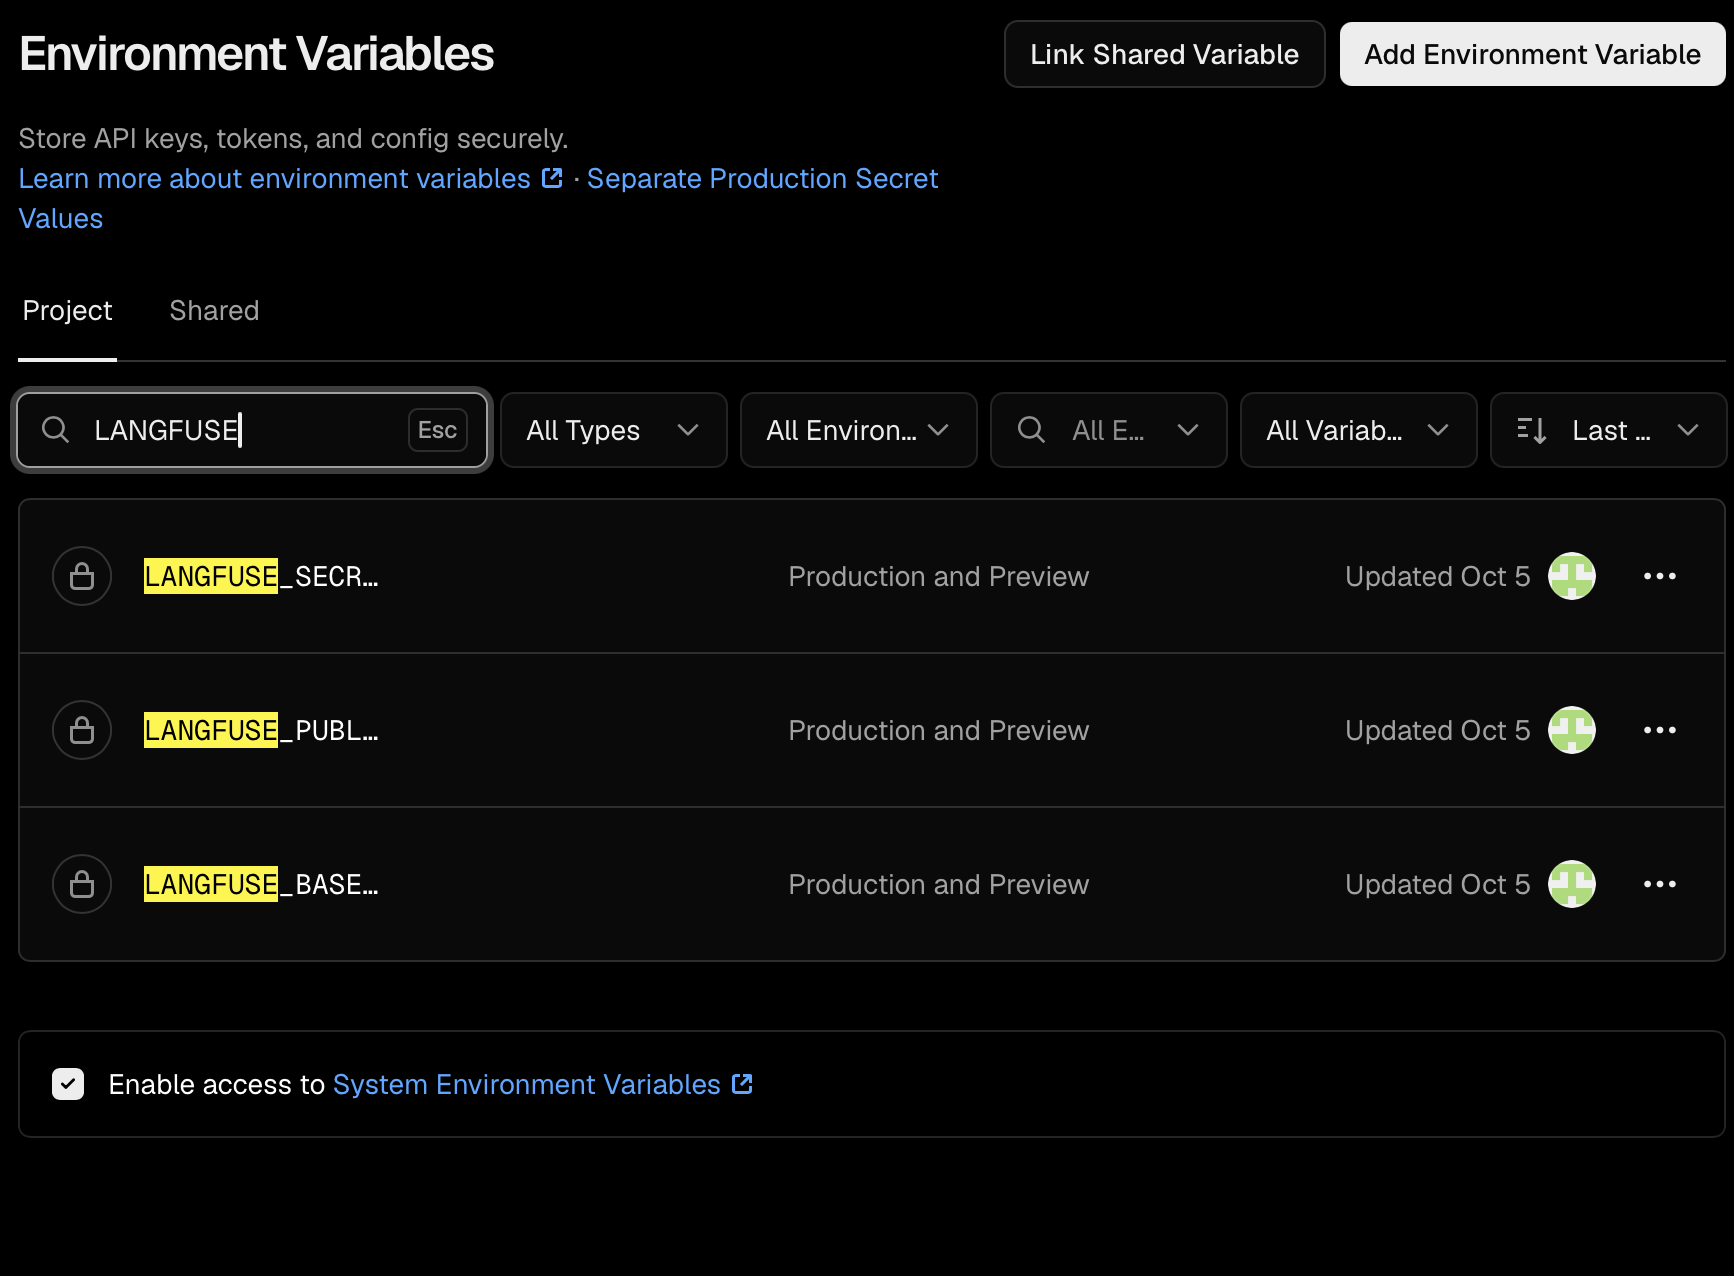 Environment Variables
Link Shared Variable
Add Environment Variable
Store API keys, tokens, and config securely.
Learn more about environment variables · Separate Production Secret
Values
Project
Shared
LANGFUSE
Esc
All Types
All Environ...
All E...
All Variab...
Last ...
LANGFUSE_SECR...
Production and Preview
Updated Oct 5
LANGFUSE_PUBL...
Production and Preview
Updated Oct 5
LANGFUSE_BASE...
Production and Preview
Updated Oct 5
Enable access to System Environment Variables